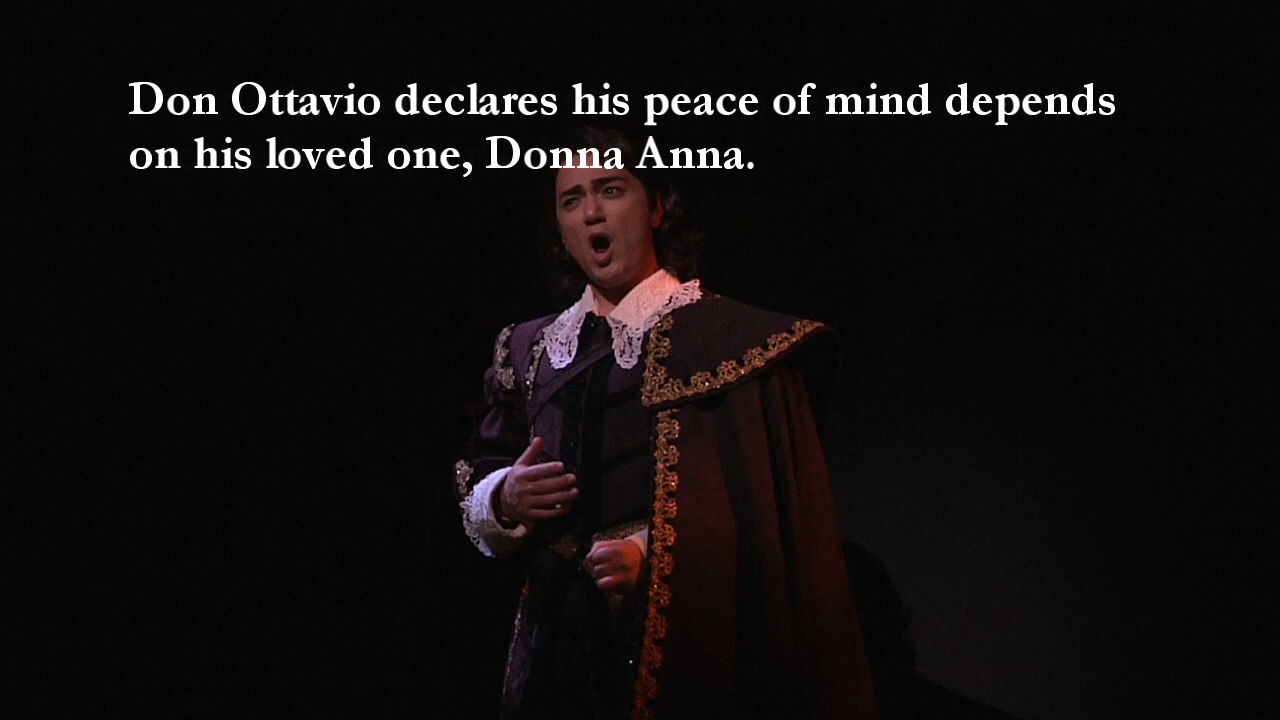 Don Ottavio declares his peace of mind depends
on his loved one, Donna Anna.